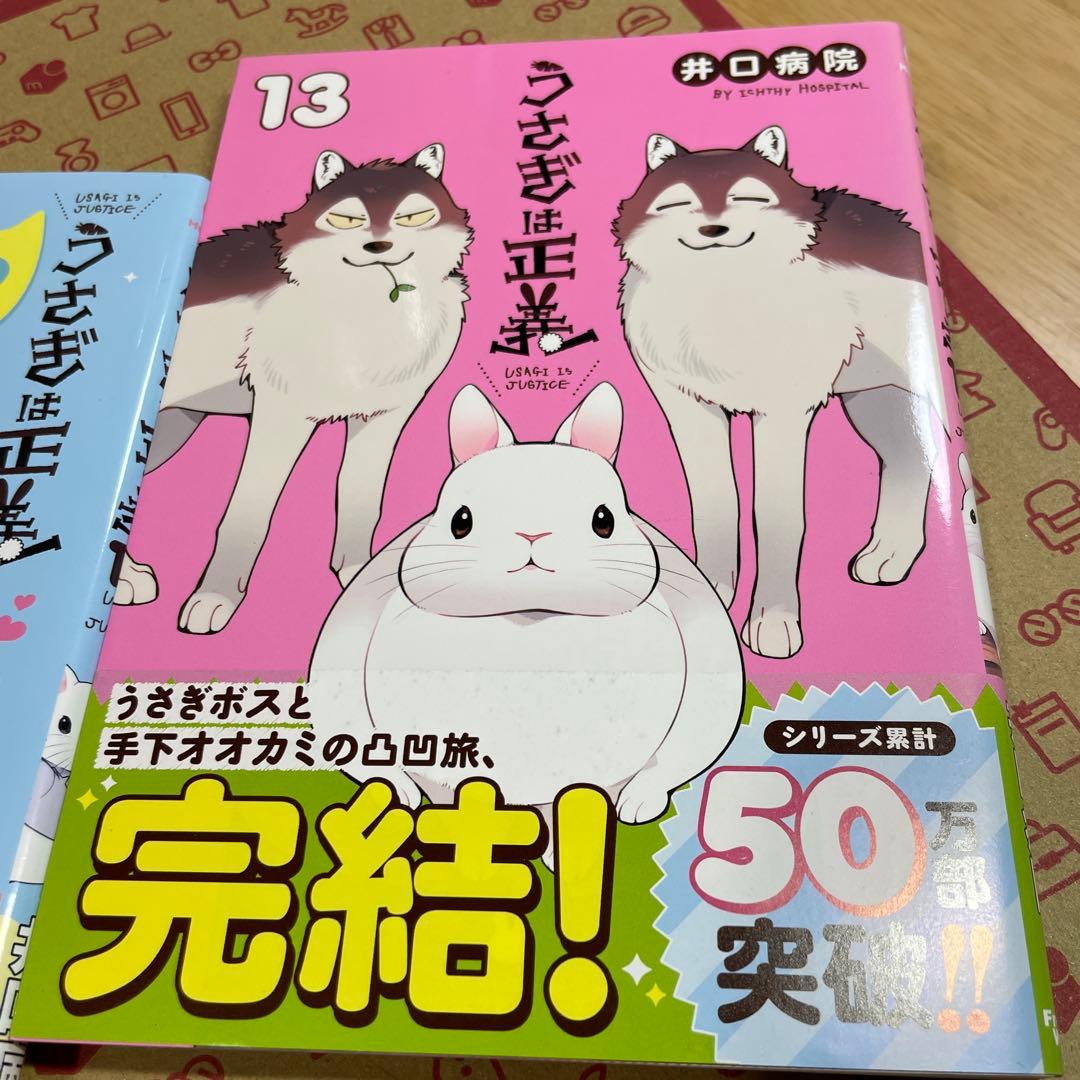 13
井口病院
BY ICHTHY HOSPITAL
うさぎは正義
USAGI IS
JUSTICE
うさぎボスと
手下オオカミの凸凹旅、
完結!
シリーズ累計
50万部
突破!!
USAGI IS
JUSTICE
うさぎは正義